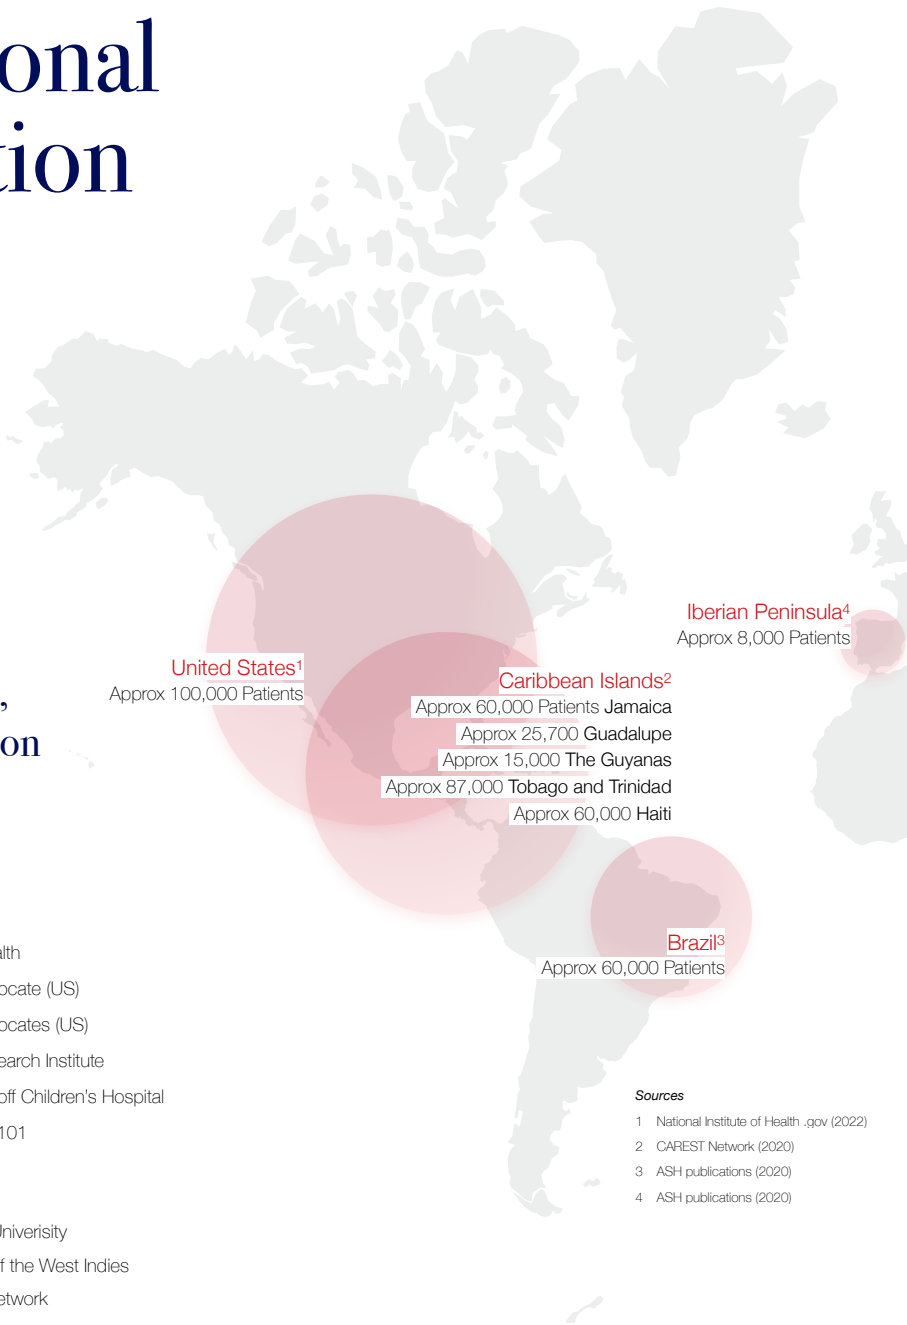 onal
tion
Iberian Peninsula4
Approx 8,000 Patients
United States1
Approx 100,000 Patients
Caribbean Islands2
Approx 60,000 Patients Jamaica
Approx 25,700 Guadalupe
Approx 15,000 The Guyanas
Approx 87,000 Tobago and Trinidad
Approx 60,000 Haiti
,
on
Brazil3
Approx 60,000 Patients
alth
ocate (US)
ocates (US)
earch Institute
off Children's Hospital
101
Univerisity
f the West Indies
etwork
Sources
1 National Institute of Health .gov (2022)
2 CAREST Network (2020)
3 ASH publications (2020)
4 ASH publications (2020)